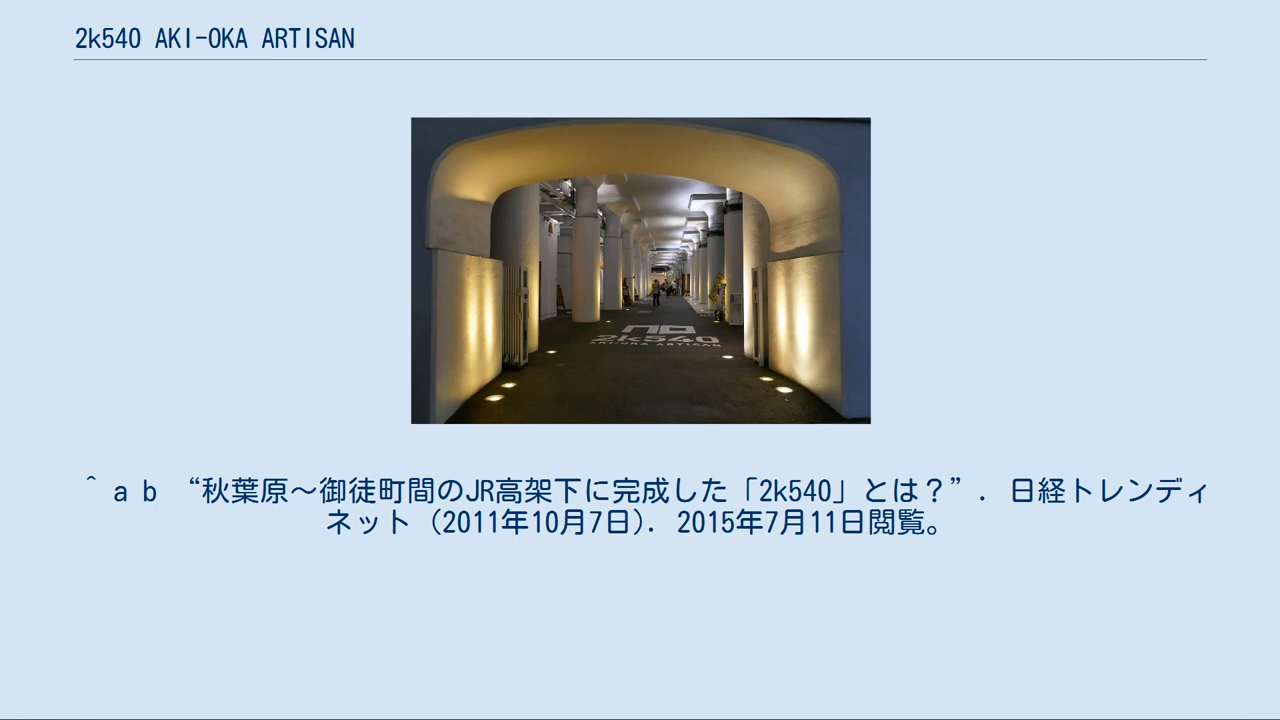 2k540 AKI-OKA ARTISAN
2k540
AKI-OKA ARTISAN
^ a b “秋葉原～御徒町間のJR高架下に完成した「2k540」とは？”. 日経トレンディ
ネット (2011年10月7日). 2015年7月11日閲覧。